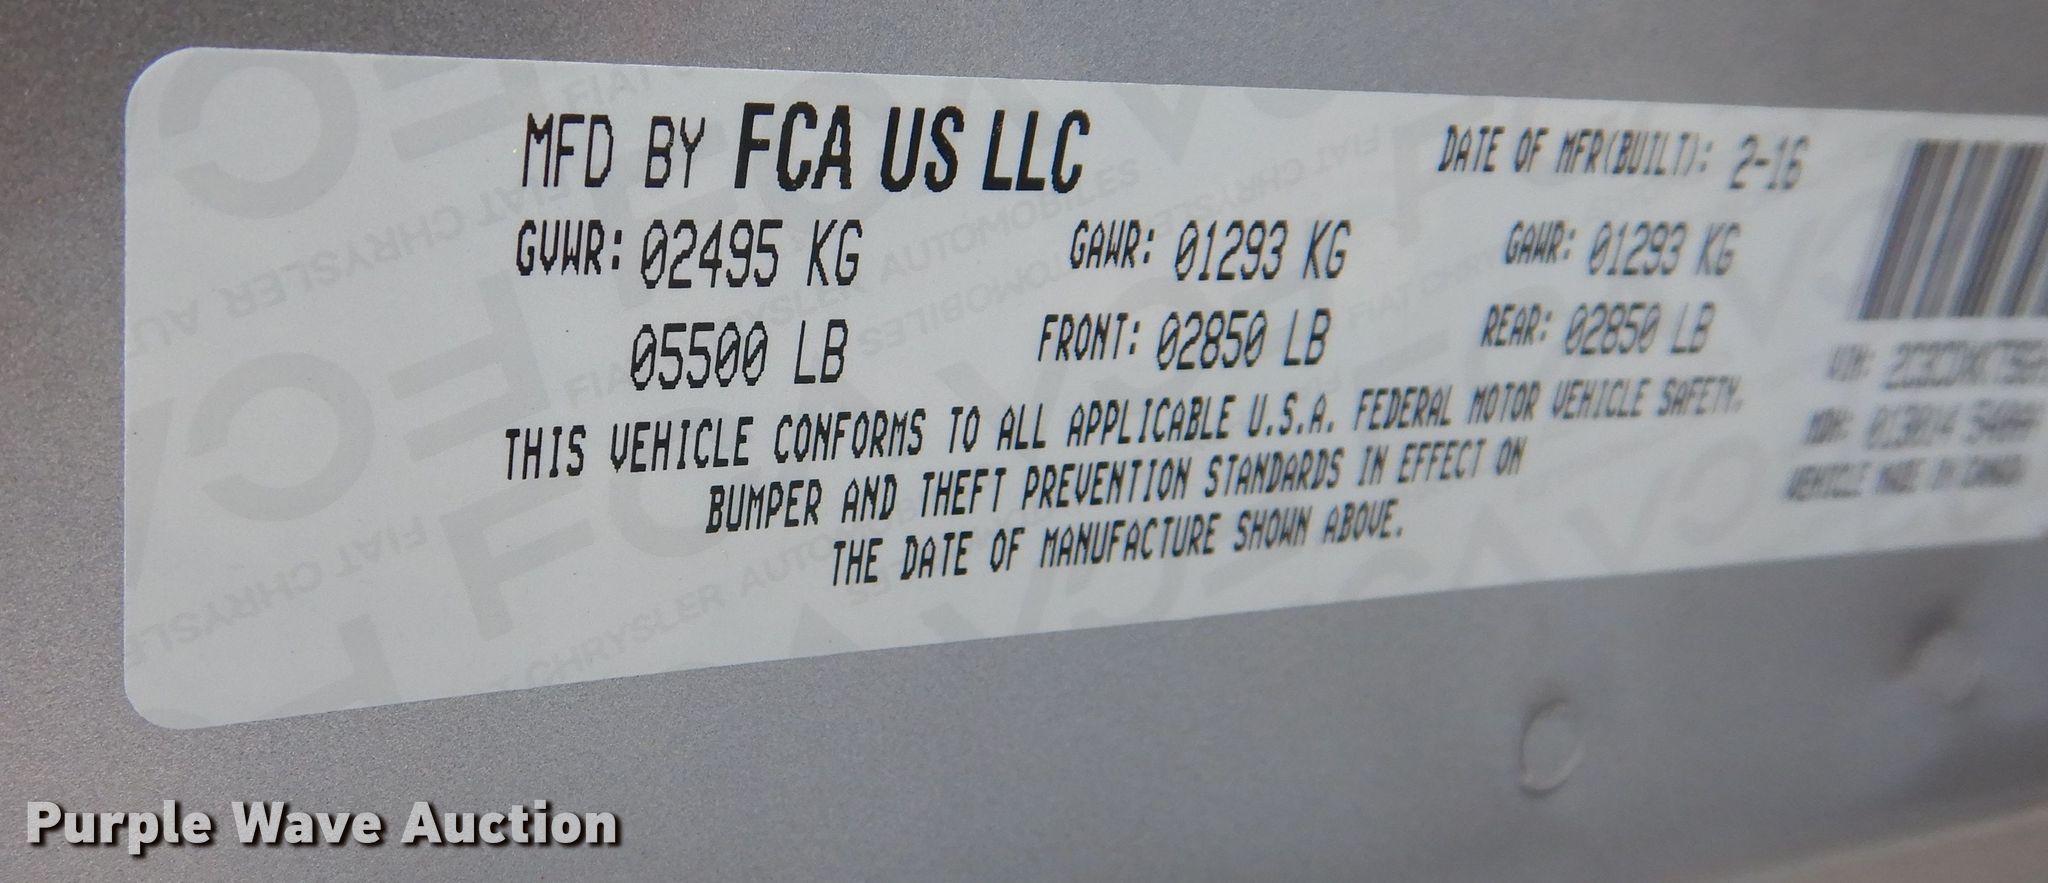 MFD BY FCA US LLC DATE OF MFR(BUILT): 2-16
GVWR: 02495 KG GAWR: 01293 KG GAWR: 01293 KG
05500 LB FRONT: 02850 LB REAR: 02850 LB
THIS VEHICLE CONFORMS TO ALL APPLICABLE U.S.A. FEDERAL MOTOR VEHICLE SAFETY,
BUMPER AND THEFT PREVENTION STANDARDS IN EFFECT ON
THE DATE OF MANUFACTURE SHOWN ABOVE.
VIN:
MDH: 013014
VEHICLE MADE IN CANADA
Purple Wave Auction